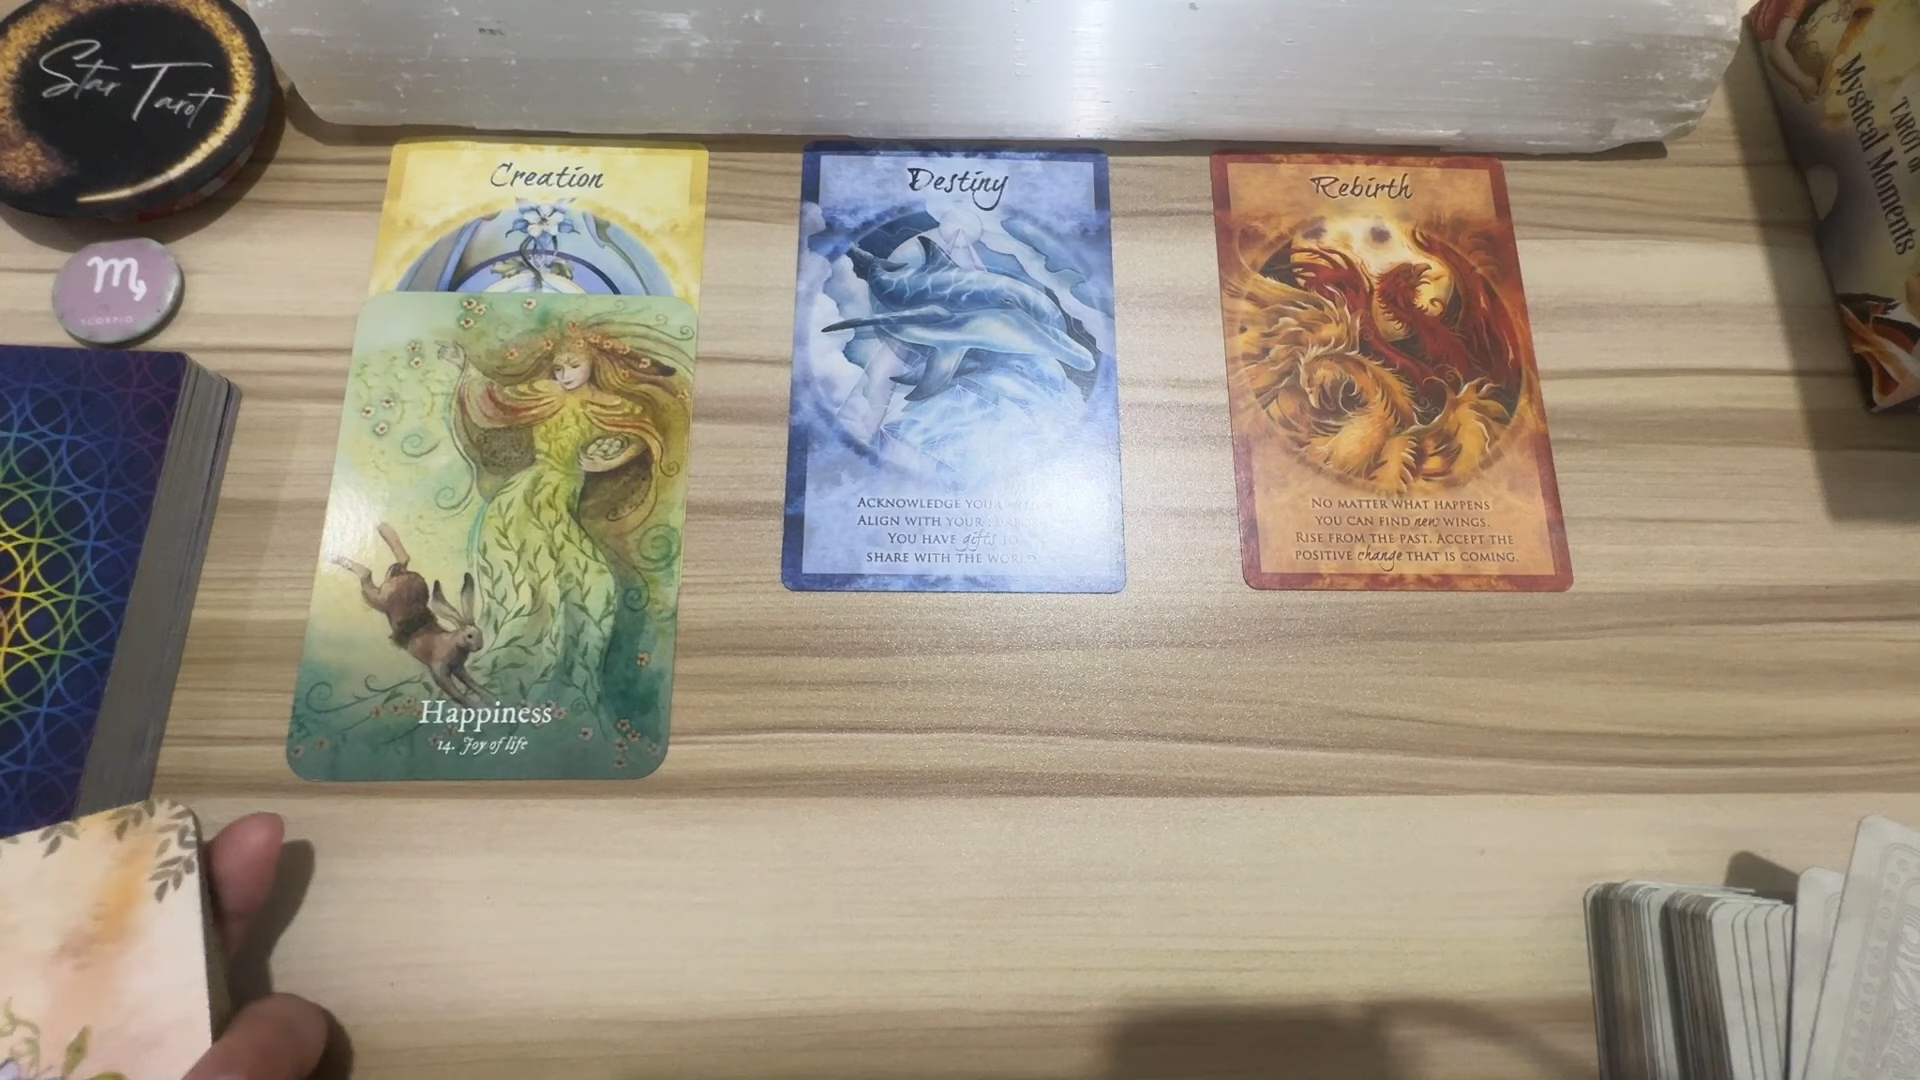 Star Tarot
TAROT OF
Mystical Moments
SCORPIO
Creation
Destiny
Rebirth
ACKNOWLEDGE YOUR
ALIGN WITH YOUR
YOU HAVE gifts TO
SHARE WITH THE WORLD
NO MATTER WHAT HAPPENS
YOU CAN FIND new WINGS.
RISE FROM THE PAST. ACCEPT THE
POSITIVE change THAT IS COMING.
Happiness
14. Joy of life